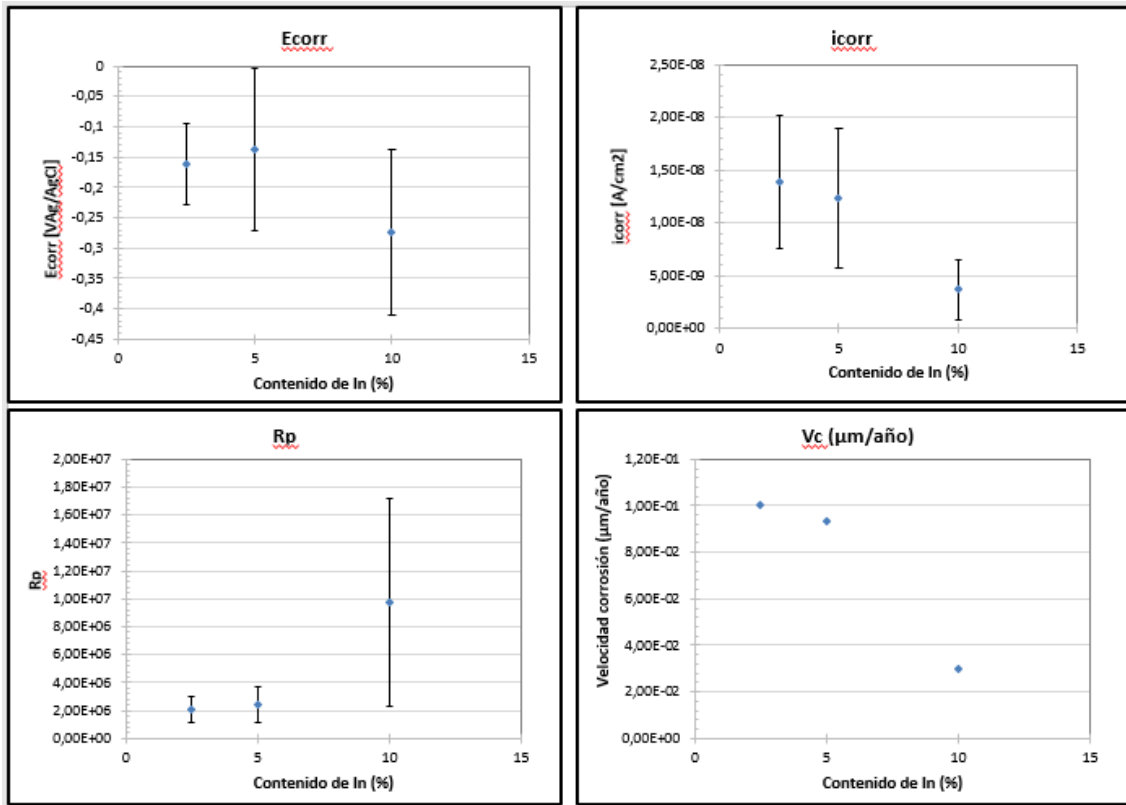 Ecorr
0
-0,05
-0,1
-0,15
-0,2
-0,25
-0,3
-0,35
-0,4
-0,45
Ecorr [VAg/AgCl]
0 5 10 15
Contenido de In (%)
icorr
2,50E-08
2,00E-08
1,50E-08
1,00E-08
5,00E-09
0,00E+00
icorr [A/cm2]
0 5 10 15
Contenido de In (%)
Rp
2,00E+07
1,80E+07
1,60E+07
1,40E+07
1,20E+07
1,00E+07
8,00E+06
6,00E+06
4,00E+06
2,00E+06
0,00E+00
Rp
0 5 10 15
Contenido de In (%)
Vc (μm/año)
1,20E-01
1,00E-01
8,00E-02
6,00E-02
4,00E-02
2,00E-02
0,00E+00
Velocidad corrosión (μm/año)
0 5 10 15
Contenido de In (%)